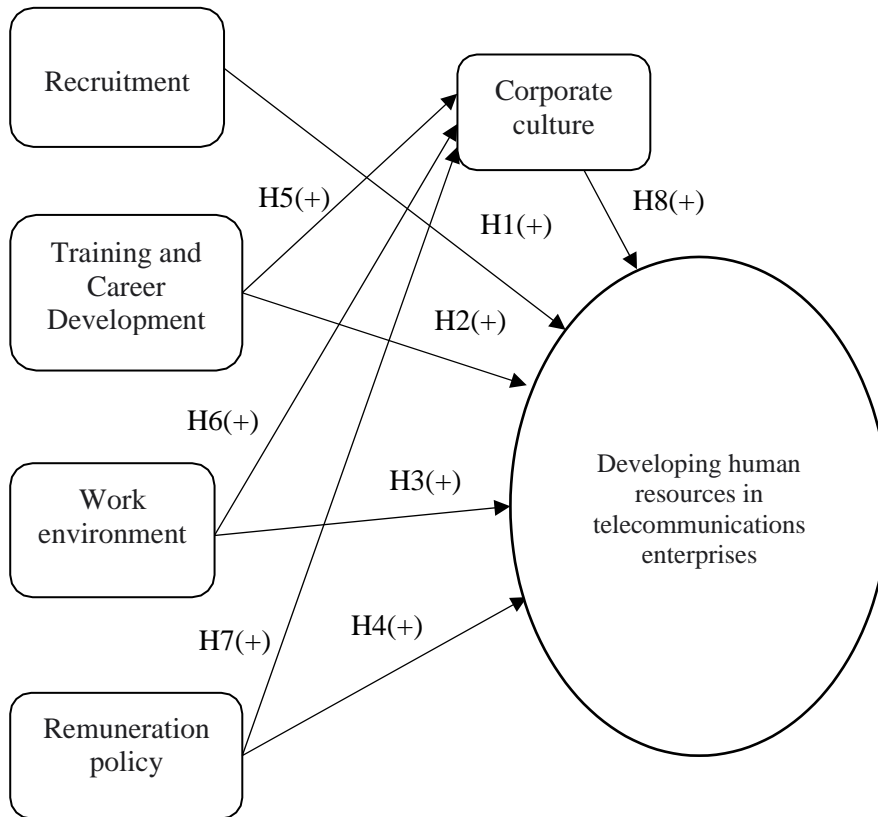 Recruitment
Corporate
culture
H5(+)
H8(+)
H1(+)
Training and
Career
Development
H2(+)
H6(+)
Work
environment
H3(+)
Developing human
resources in
telecommunications
enterprises
H7(+)
H4(+)
Remuneration
policy